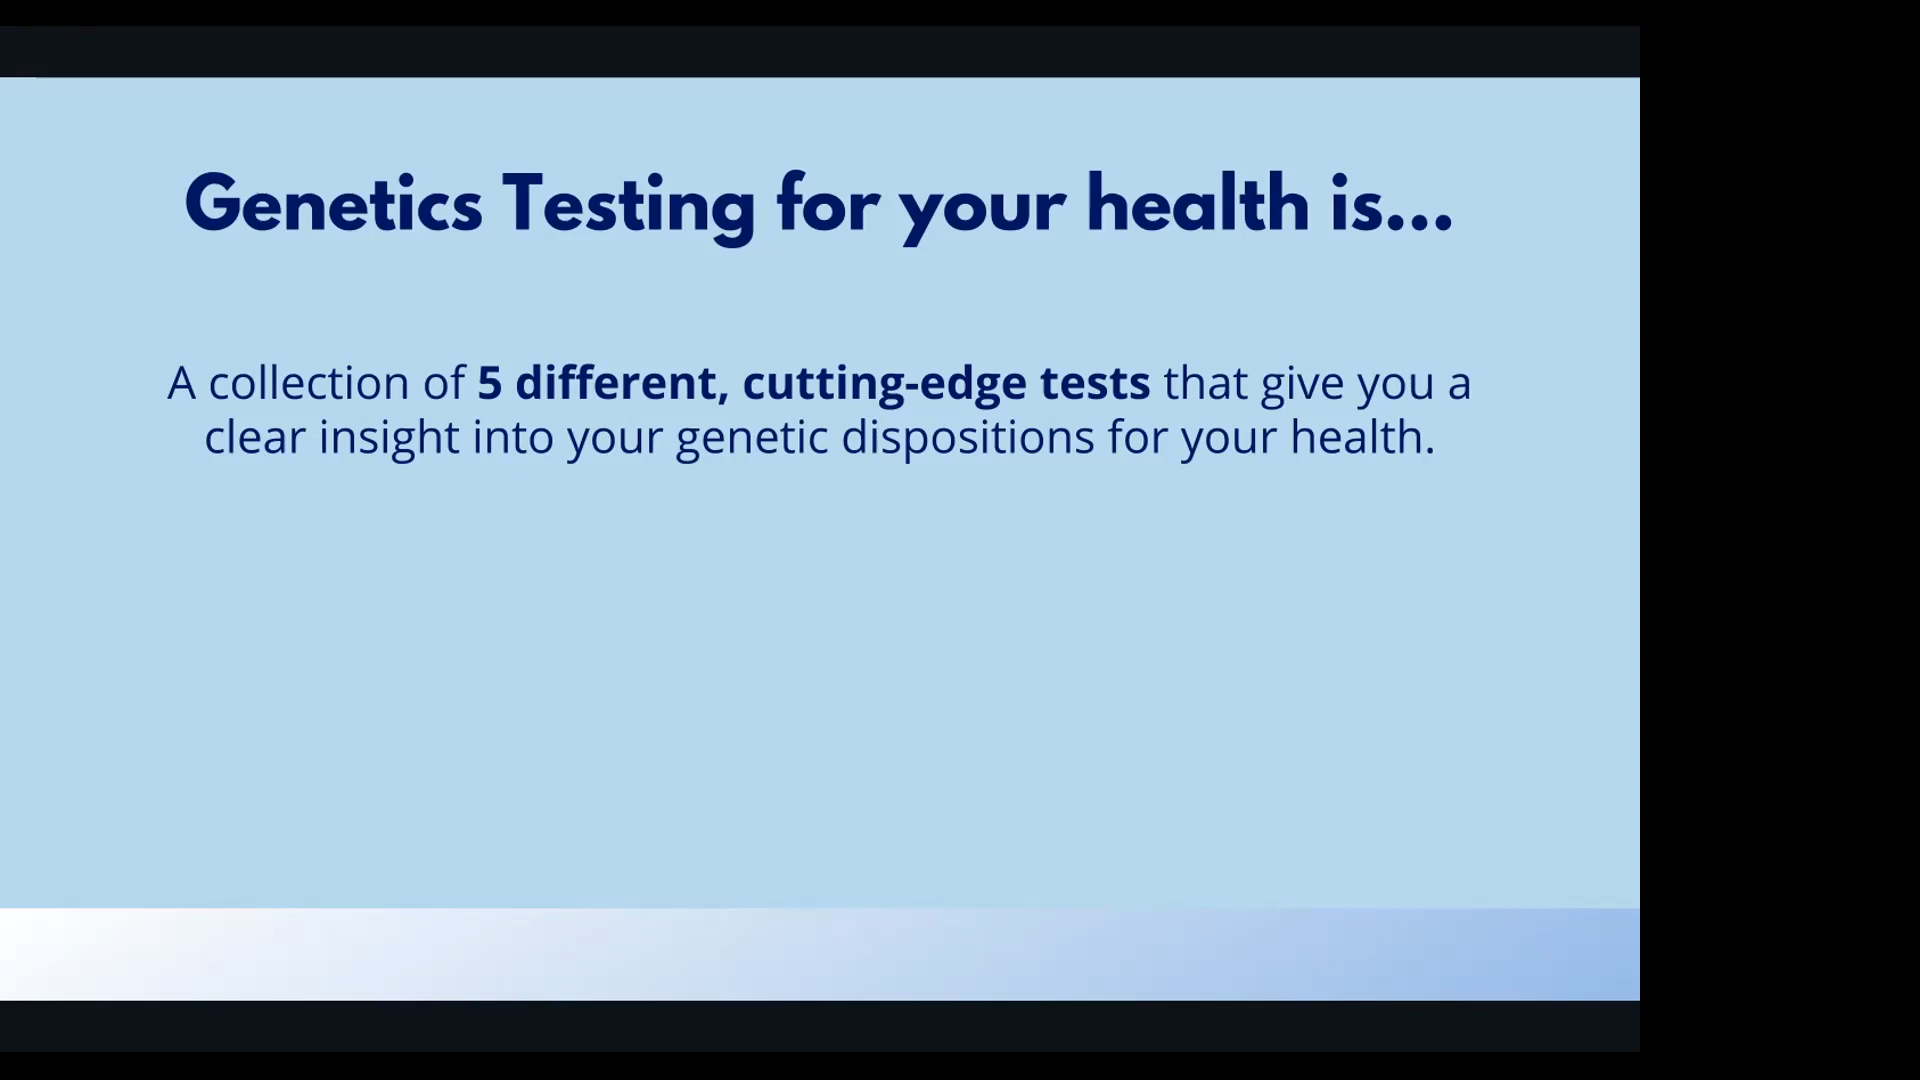 Genetics Testing for your health is...
A collection of 5 different, cutting-edge tests that give you a
clear insight into your genetic dispositions for your health.